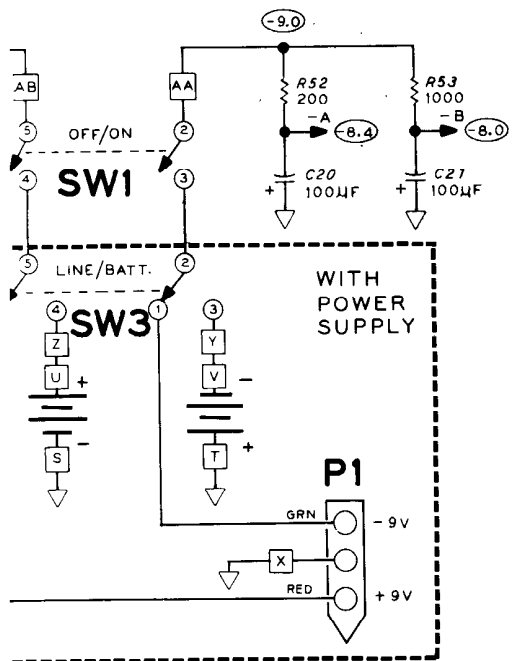 -9.0
AB
AA
R52
200
R53
1000
-A
-8.4
-B
-8.0
5
OFF/ON
2
4
SW1
3
+
C20
100µF
+
C21
100µF
5
LINE/BATT.
2
WITH
POWER
SUPPLY
4
SW3
1
3
Z
Y
U
+
V
-
-
S
+
T
P1
GRN
-9V
X
RED
+9V